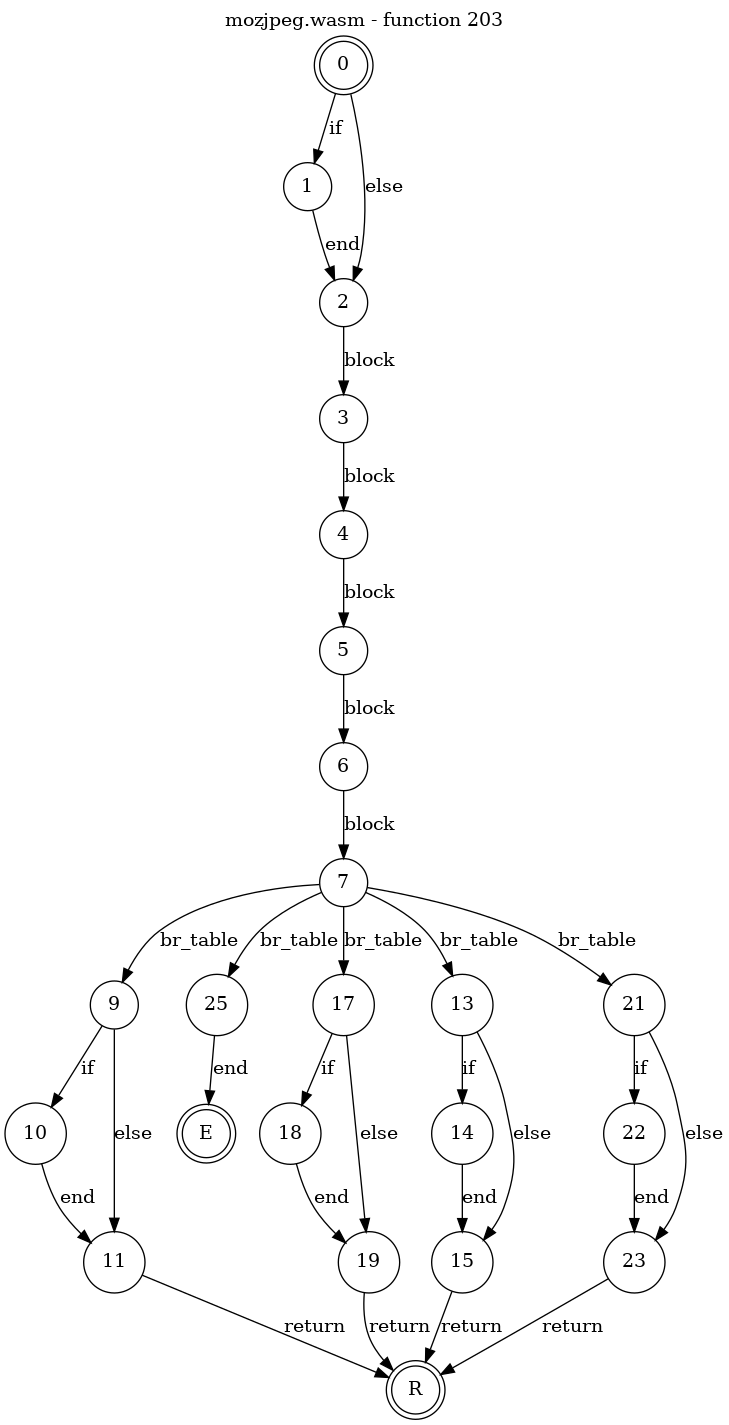 mozjpeg.wasm - function 203
0
if
else
1
end
2
block
3
block
4
block
5
block
6
block
7
br_table br_table br_table br_table br_table
9 25 17 13 21
if else end if else if else if else
10 E 18 14 22
end end end end
11 19 15 23
return return return return
R